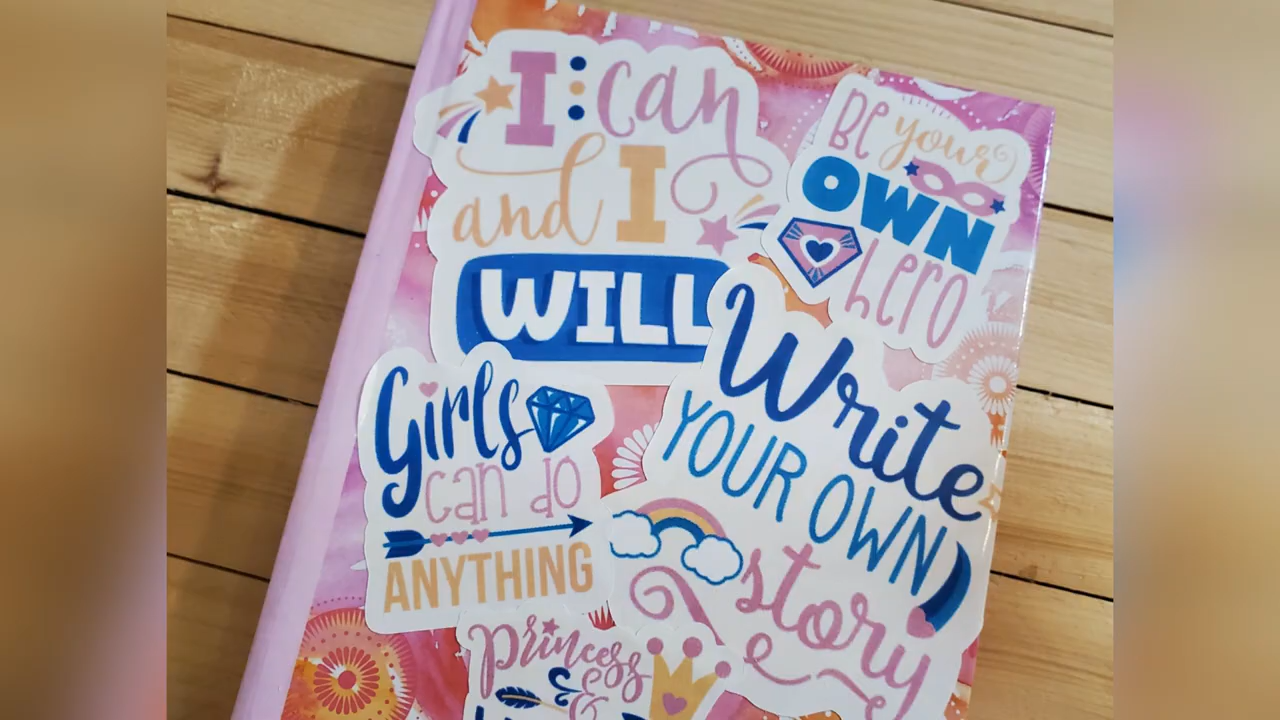 I can
and I
WILL
Be your
OWN
hero
Girls
can do
ANYTHING
Write
YOUR OWN
story
Princess
&